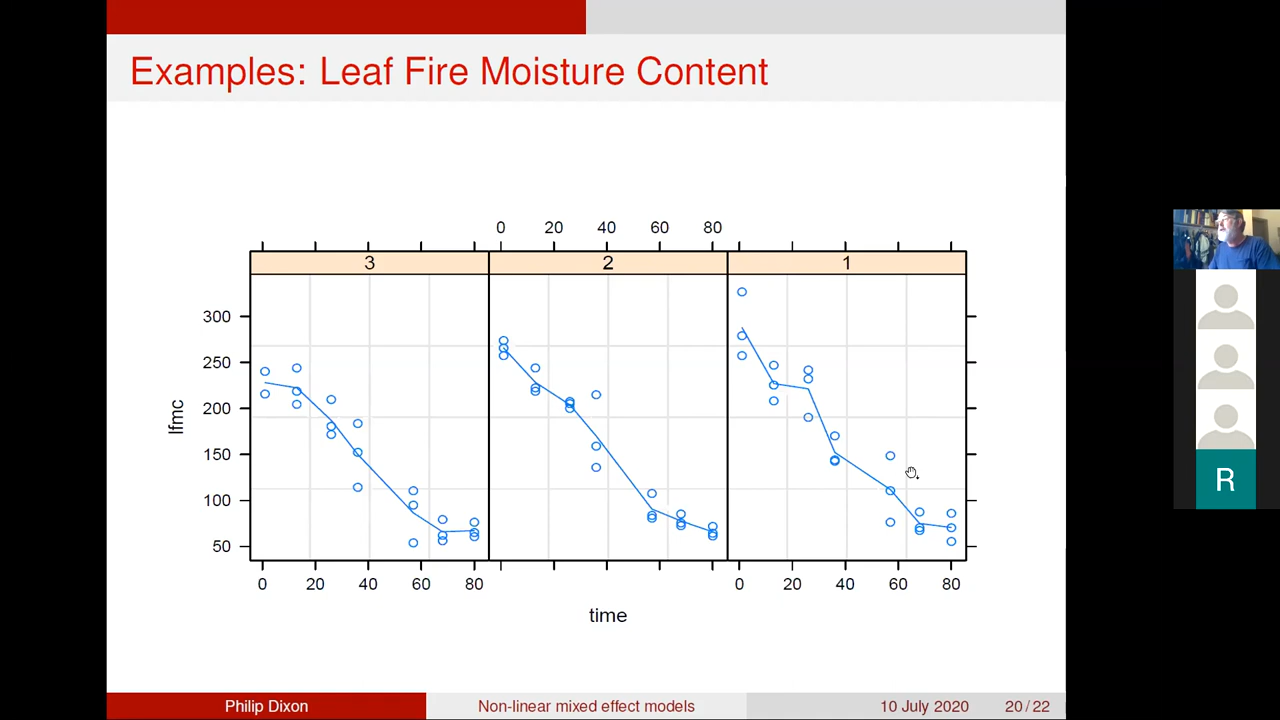 Examples: Leaf Fire Moisture Content
0 20 40 60 80
3 2 1
300
250
200
150
100
50
lfmc
0 20 40 60 80 0 20 40 60 80
time
R
Philip Dixon Non-linear mixed effect models 10 July 2020 20 / 22